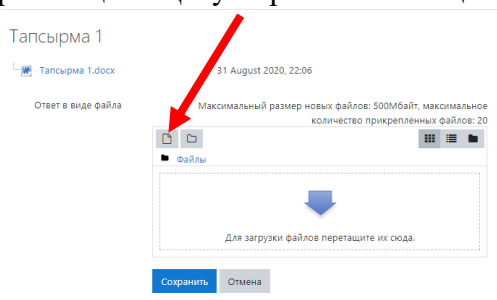 Тапсырма 1
Тапсырма 1.docx 31 August 2020, 22:06
Ответ в виде файла Максимальный размер новых файлов: 500Мбайт, максимальное
количество прикрепленных файлов: 20
Файлы
Для загрузки файлов перетащите их сюда.
Сохранить Отмена